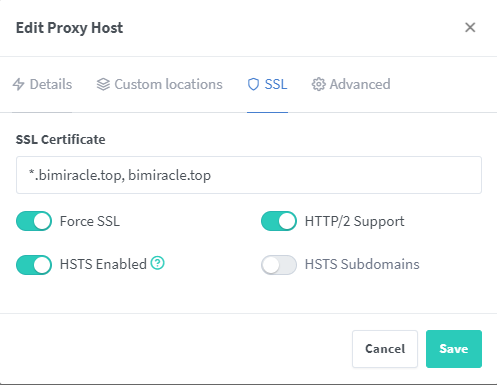 Edit Proxy Host
Details Custom locations SSL Advanced
SSL Certificate
*.bimiracle.top, bimiracle.top
Force SSL HTTP/2 Support
HSTS Enabled ? HSTS Subdomains
Cancel Save